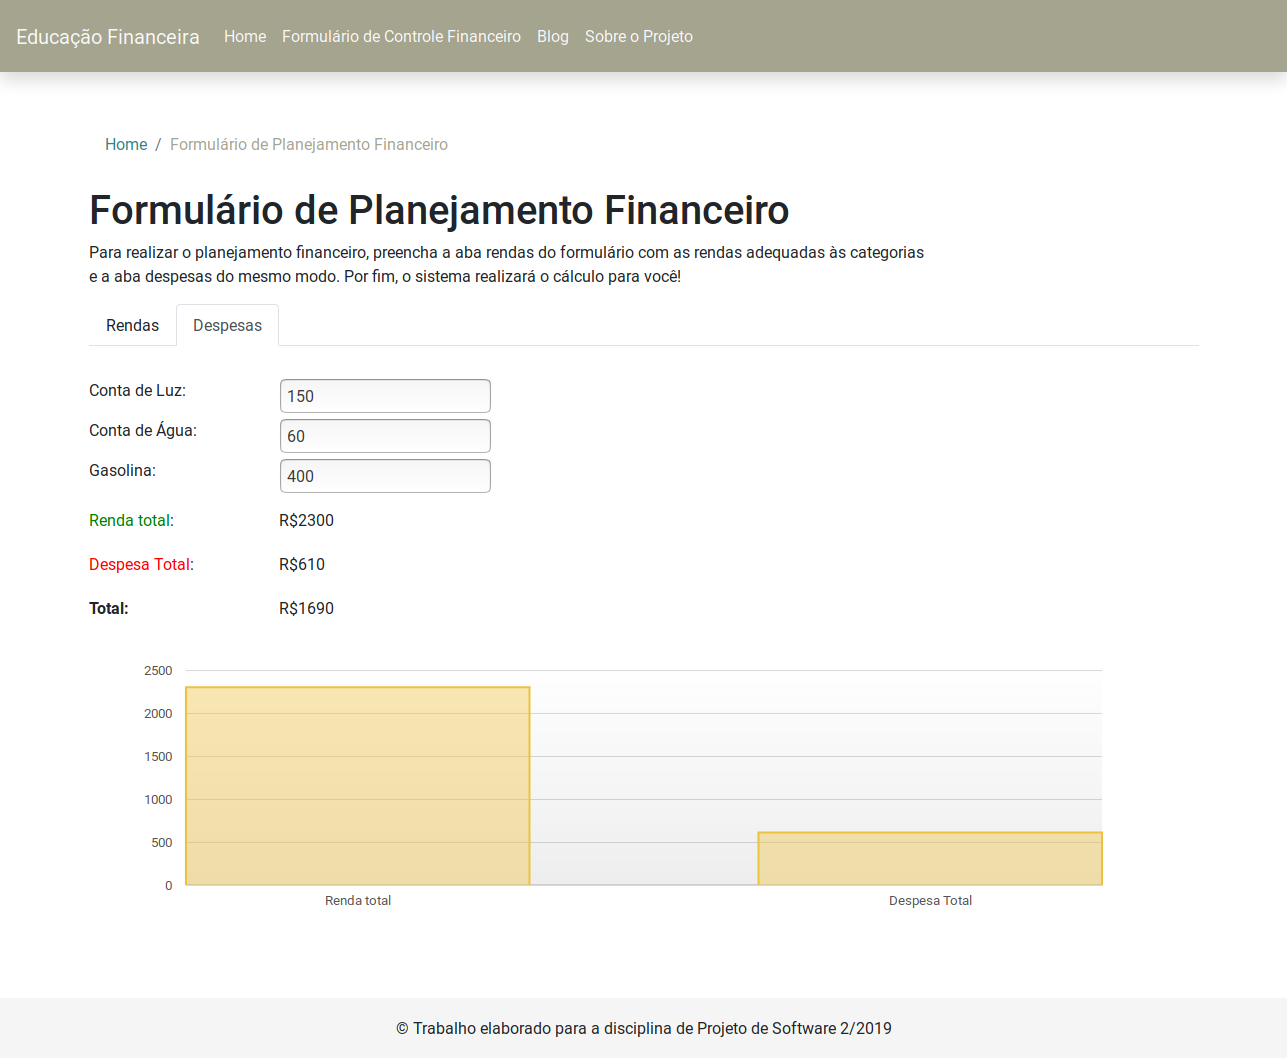 Educação Financeira Home Formulário de Controle Financeiro Blog Sobre o Projeto
Home / Formulário de Planejamento Financeiro
Formulário de Planejamento Financeiro
Para realizar o planejamento financeiro, preencha a aba rendas do formulário com as rendas adequadas às categorias
e a aba despesas do mesmo modo. Por fim, o sistema realizará o cálculo para você!
Rendas Despesas
Conta de Luz: 150
Conta de Água: 60
Gasolina: 400
Renda total: R$2300
Despesa Total: R$610
Total: R$1690
2500
2000
1500
1000
500
0
Renda total Despesa Total
© Trabalho elaborado para a disciplina de Projeto de Software 2/2019